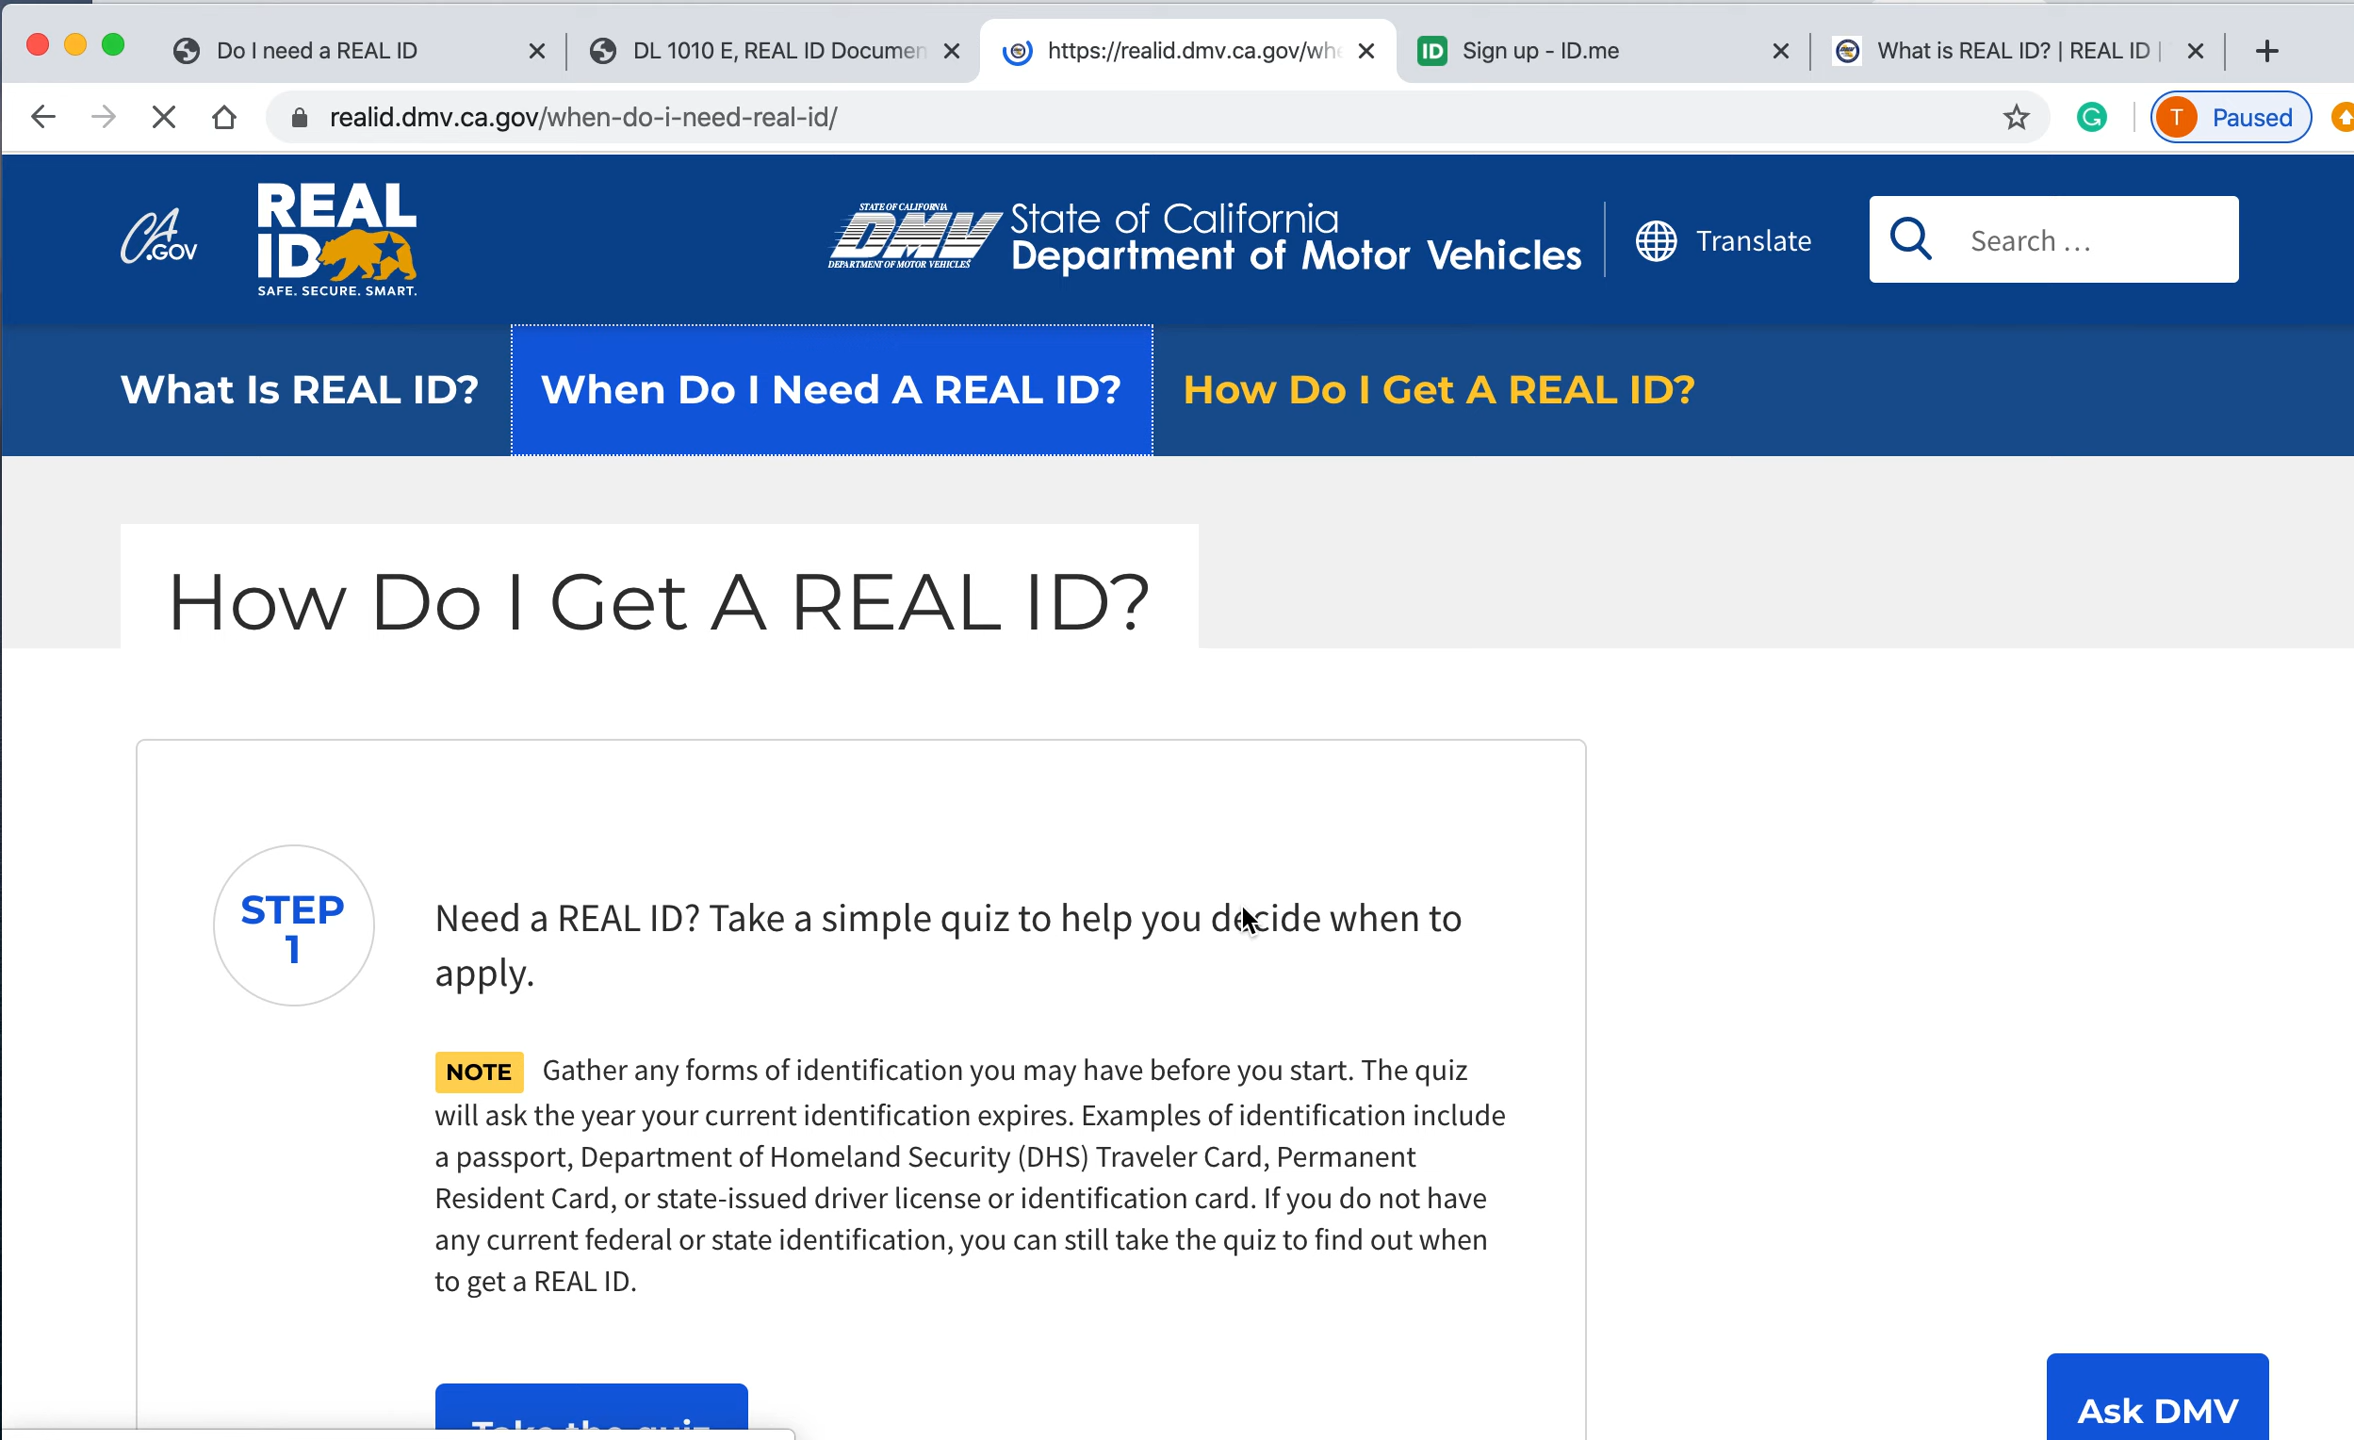 Do I need a REAL ID
DL 1010 E, REAL ID Documen
https://realid.dmv.ca.gov/whe
ID Sign up - ID.me
What is REAL ID? | REAL ID |
realid.dmv.ca.gov/when-do-i-need-real-id/
G
T Paused
CA
.GOV
REAL
ID
SAFE. SECURE. SMART.
STATE OF CALIFORNIA
DMV
DEPARTMENT OF MOTOR VEHICLES
State of California
Department of Motor Vehicles
Translate
Search ...
What Is REAL ID?
When Do I Need A REAL ID?
How Do I Get A REAL ID?
How Do I Get A REAL ID?
STEP
1
Need a REAL ID? Take a simple quiz to help you decide when to
apply.
NOTE Gather any forms of identification you may have before you start. The quiz
will ask the year your current identification expires. Examples of identification include
a passport, Department of Homeland Security (DHS) Traveler Card, Permanent
Resident Card, or state-issued driver license or identification card. If you do not have
any current federal or state identification, you can still take the quiz to find out when
to get a REAL ID.
Take the quiz
Ask DMV